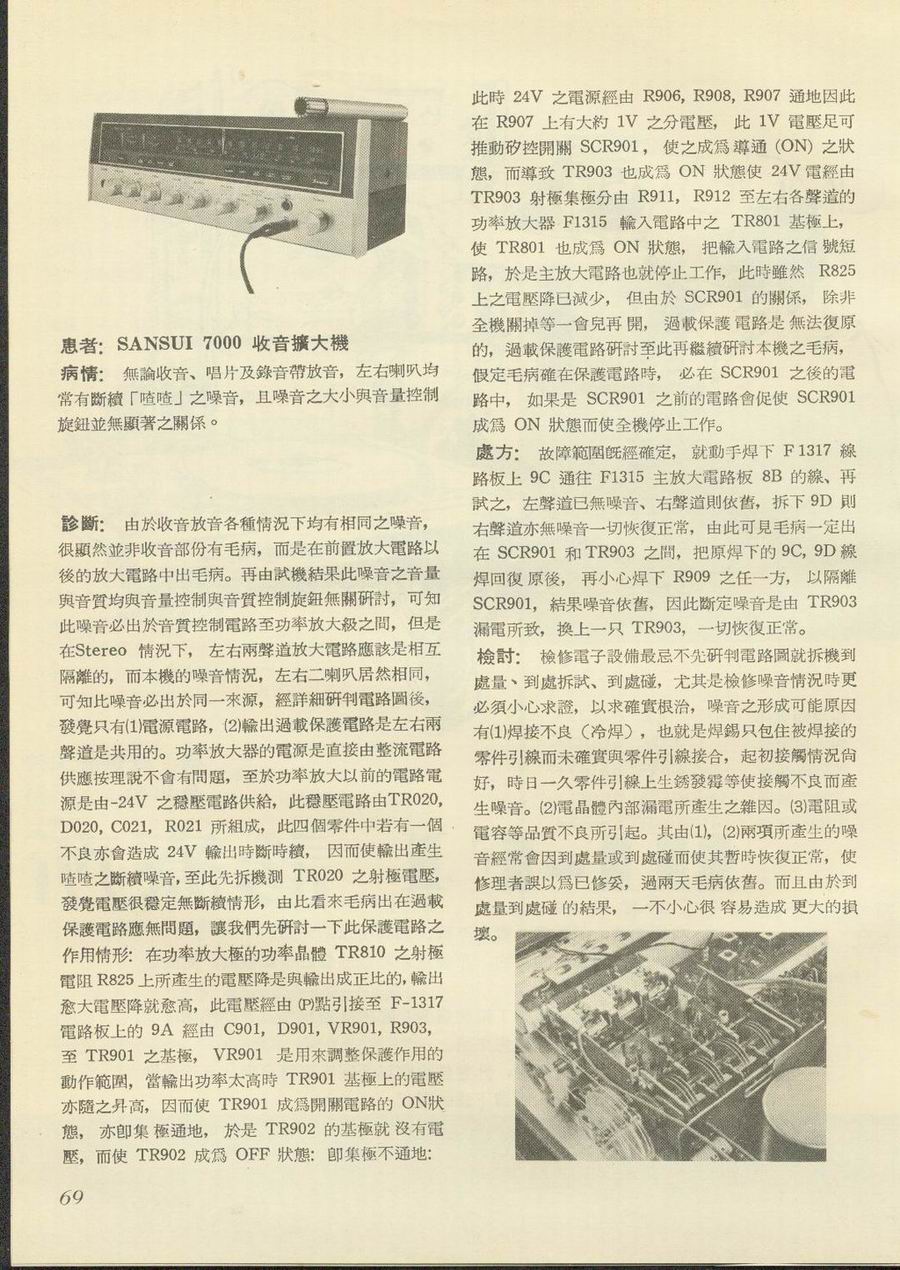 患者：SANSUI 7000 收音擴大機
病情： 無論收音、唱片及錄音帶放音，左右喇叭均
常有斷續「喳喳」之噪音，且噪音之大小與音量控制
旋鈕並無顯著之關係。
診斷： 由於收音放音各種情況下均有相同之噪音，
很顯然並非收音部份有毛病，而是在前置放大電路以
後的放大電路中出毛病。再由試機結果此噪音之音量
與音質均與音量控制與音質控制旋鈕無關研討，可知
此噪音必出於音質控制電路至功率放大級之間，但是
在Stereo 情況下， 左右兩聲道放大電路應該是相互
隔離的，而本機的噪音情況，左右二喇叭居然相同，
可知此噪音必出於同一來源，經詳細研判電路圖後，
發覺只有(1)電源電路，(2)輸出過載保護電路是左右兩
聲道是共用的。功率放大器的電源是直接由整流電路
供應按理說不會有問題，至於功率放大以前的電路電
源是由-24V 之穩壓電路供給，此穩壓電路由TR020,
D020, C021, R021 所組成，此四個零件中若有一個
不良亦會造成 24V 輸出時斷時續， 因而使輸出產生
喳喳之斷續噪音，至此先拆機測 TR020 之射極電壓，
發覺電壓很穩定無斷續情形，由此看來毛病出在過載
保護電路應無問題，讓我們先研討一下此保護電路之
作用情形：在功率放大極的功率晶體 TR810 之射極
電阻 R825 上所產生的電壓降是與輸出成正比的，輸出
愈大電壓降就愈高，此電壓經由 (P)點引接至 F-1317
電路板上的 9A 經由 C901, D901, VR901, R903,
至 TR901 之基極， VR901 是用來調整保護作用的
動作範圍，當輸出功率太高時 TR901 基極上的電壓
亦隨之昇高，因而使 TR901 成爲開關電路的 ON狀
態， 亦卽集極通地， 於是 TR902 的基極就沒有電
壓，而使 TR902 成爲 OFF 狀態：卽集極不通地：
此時 24V 之電源經由 R906, R908, R907 通地因此
在 R907 上有大約 1V 之分電壓， 此 1V 電壓足可
推動矽控開關 SCR901， 使之成爲導通 (ON) 之狀
態，而導致 TR903 也成爲 ON 狀態使 24V電經由
TR903 射極集極分由 R911, R912 至左右各聲道的
功率放大器 F1315 輸入電路中之 TR801 基極上，
使 TR801 也成爲 ON 狀態， 把輸入電路之信號短
路，於是主放大電路也就停止工作，此時雖然 R825
上之電壓降已減少， 但由於 SCR901 的關係， 除非
全機關掉等一會兒再開， 過載保護電路是無法復原
的，過載保護電路研討至此再繼續研討本機之毛病，
假定毛病確在保護電路時， 必在 SCR901 之後的電
路中， 如果是 SCR901 之前的電路會促使 SCR901
成爲 ON 狀態而使全機停止工作。
處方： 故障範圍既經確定， 就動手焊下 F1317 線
路板上 9C 通往 F1315 主放大電路板 8B 的線、再
試之，左聲道已無噪音、右聲道則依舊，拆下 9D 則
右聲道亦無噪音一切恢復正常，由此可見毛病一定出
在 SCR901 和TR903 之間，把原焊下的 9C, 9D 線
焊回復原後， 再小心焊下 R909 之任一方， 以隔離
SCR901，結果噪音依舊，因此斷定噪音是由 TR903
漏電所致，換上一只 TR903，一切恢復正常。
檢討： 檢修電子設備最忌不先研判電路圖就拆機到
處量、到處拆試、到處碰，尤其是檢修噪音情況時更
必須小心求證，以求確實根治，噪音之形成可能原因
有(1)焊接不良（冷焊），也就是焊錫只包住被焊接的
零件引線而未確實與零件引線接合，起初接觸情況尙
好，時日一久零件引線上生銹發霉等使接觸不良而產
生噪音。(2)電晶體內部漏電所產生之雜因。(3)電阻或
電容等品質不良所引起。其由(1), (2)兩項所產生的噪
音經常會因到處量或到處碰而使其暫時恢復正常，使
修理者誤以爲已修妥，過兩天毛病依舊。而且由於到
處量到處碰的結果， 一不小心很容易造成更大的損
壞。
69